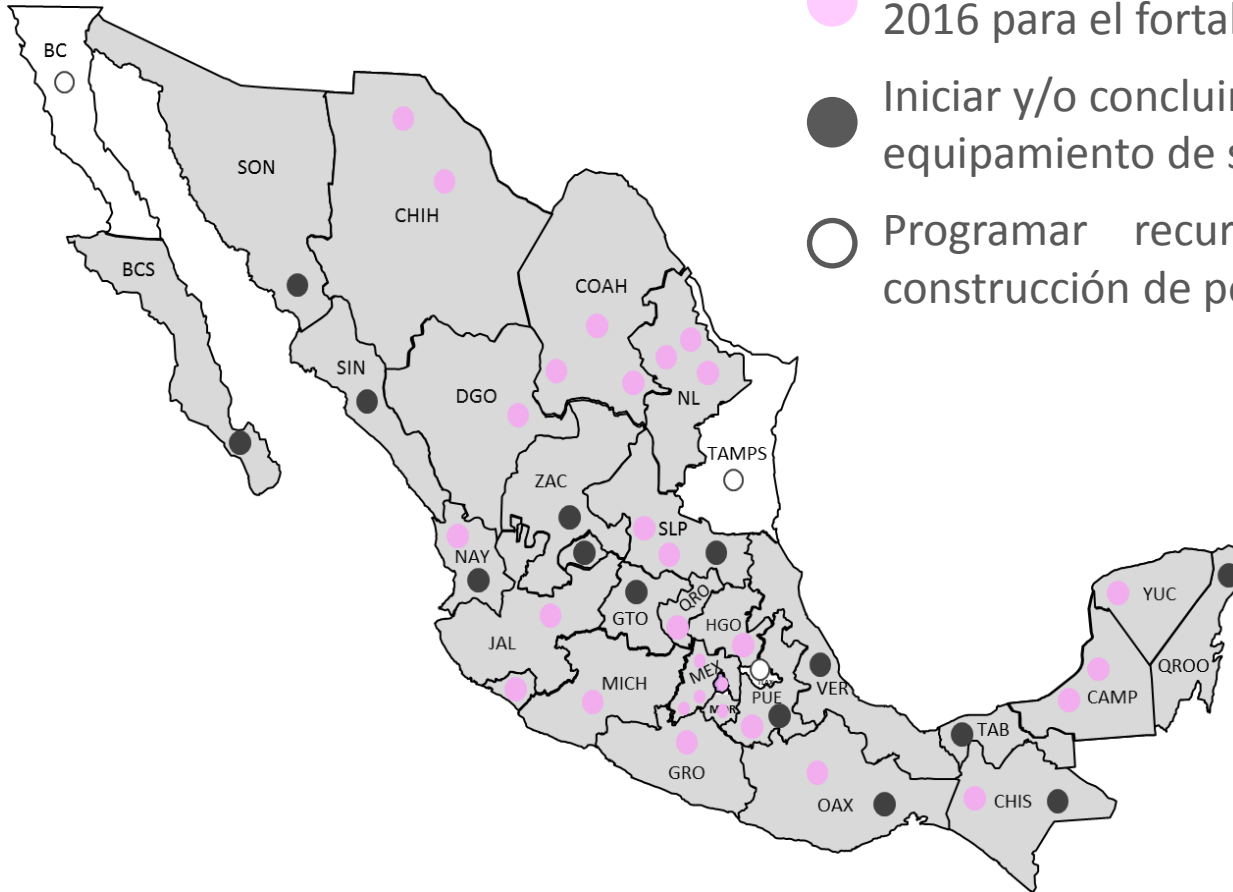 2016 para el fortal
Iniciar y/o concluir
equipamiento de s
Programar recur
construcción de pe
BC
SON
CHIH
BCS
COAH
SIN
DGO
NL
TAMPS
ZAC
SLP
NAY
QRO
GTO
HGO
JAL
YUC
MEX
MICH
QROO
PUE
VER
CAMP
MOR
TAB
GRO
OAX
CHIS